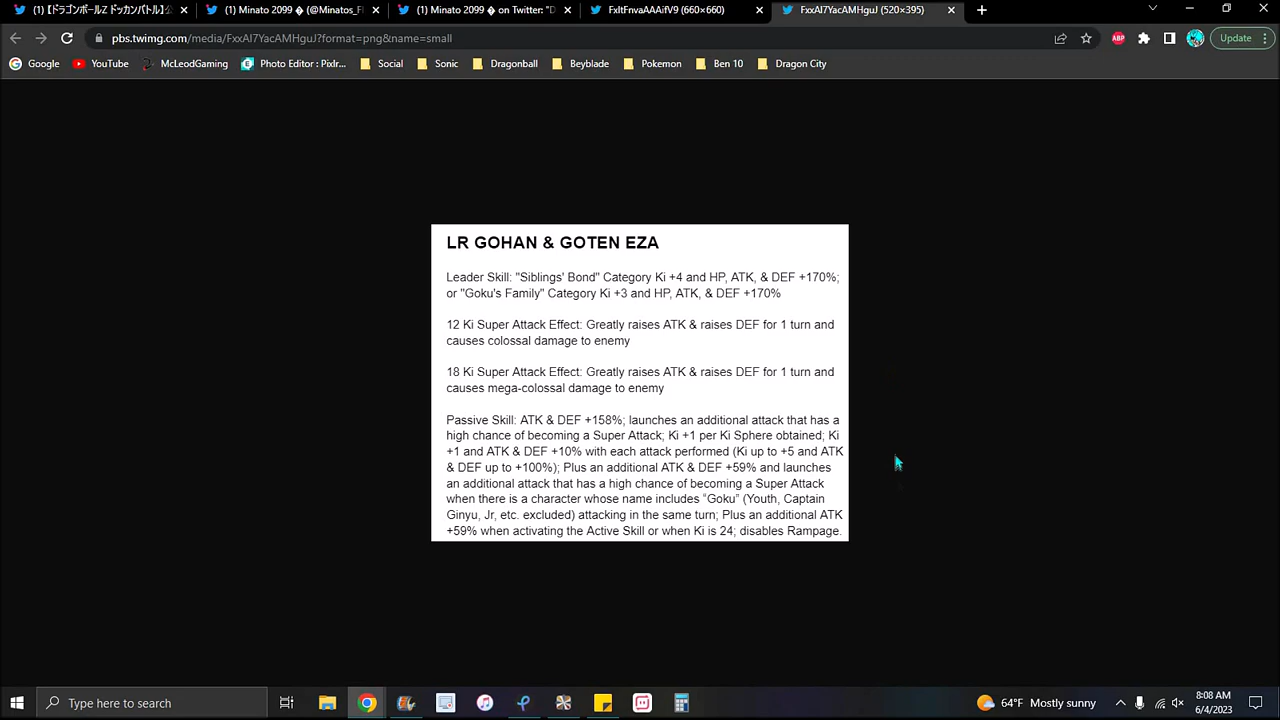 (1) 【ドラゴンボールZ ドッカンバトル】公
(1) Minato 2099 � (@Minatos_F
(1) Minato 2099 � on Twitter: "D
FxltFnvaAAAifV9 (660×660)
FxxAl7YacAMHguJ (520×395)
pbs.twimg.com/media/FxxAl7YacAMHguJ?format=png&name=small
ABP
Update
Google
YouTube
McLeodGaming
Photo Editor : Pixlr...
Social
Sonic
Dragonball
Beyblade
Pokemon
Ben 10
Dragon City
LR GOHAN & GOTEN EZA
Leader Skill: "Siblings' Bond" Category Ki +4 and HP, ATK, & DEF +170%;
or "Goku's Family" Category Ki +3 and HP, ATK, & DEF +170%
12 Ki Super Attack Effect: Greatly raises ATK & raises DEF for 1 turn and
causes colossal damage to enemy
18 Ki Super Attack Effect: Greatly raises ATK & raises DEF for 1 turn and
causes mega-colossal damage to enemy
Passive Skill: ATK & DEF +158%; launches an additional attack that has a
high chance of becoming a Super Attack; Ki +1 per Ki Sphere obtained; Ki
+1 and ATK & DEF +10% with each attack performed (Ki up to +5 and ATK
& DEF up to +100%); Plus an additional ATK & DEF +59% and launches
an additional attack that has a high chance of becoming a Super Attack
when there is a character whose name includes “Goku” (Youth, Captain
Ginyu, Jr, etc. excluded) attacking in the same turn; Plus an additional ATK
+59% when activating the Active Skill or when Ki is 24; disables Rampage.
Type here to search
64°F Mostly sunny
8:08 AM
6/4/2023